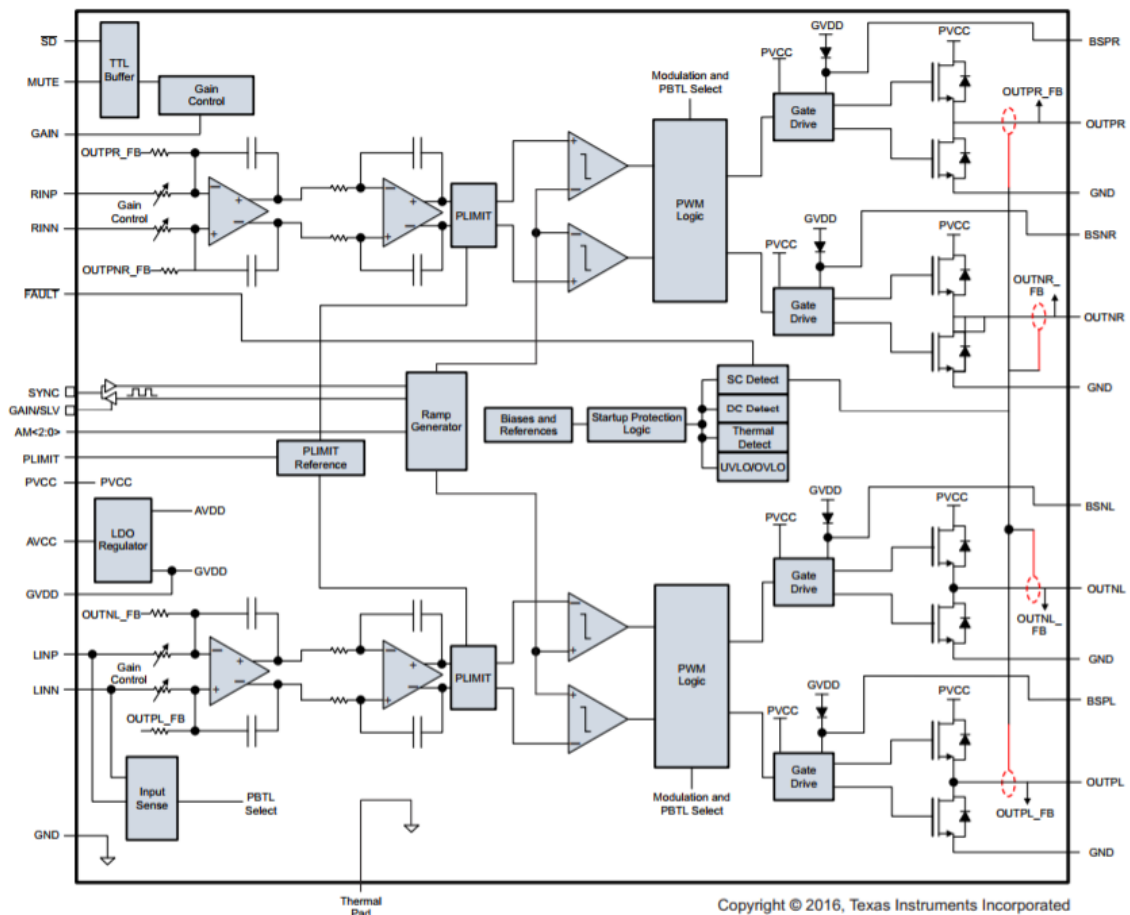 SD
TTL
Buffer
MUTE
Gain
Control
GAIN
OUTPR_FB
RINP
Gain
Control
RINN
OUTPNR_FB
FAULT
PLIMIT
Modulation and
PBTL Select
PWM
Logic
GVDD
PVCC
Gate
Drive
PVCC
BSPR
OUTPR_FB
OUTPR
GND
GVDD
PVCC
Gate
Drive
PVCC
BSNR
OUTNR_
FB
OUTNR
GND
SYNC
GAIN/SLV
AM<2:0>
PLIMIT
PVCC
PVCC
Ramp
Generator
PLIMIT
Reference
Biases and
References
Startup Protection
Logic
SC Detect
DC Detect
Thermal
Detect
UVLO/OVLO
AVCC
LDO
Regulator
AVDD
GVDD
GVDD
OUTNL_FB
LINP
Gain
Control
LINN
OUTPL_FB
PLIMIT
PWM
Logic
Modulation and
PBTL Select
Input
Sense
PBTL
Select
GND
Thermal
Pad
GVDD
PVCC
Gate
Drive
PVCC
BSNL
OUTNL
OUTNL_
FB
GND
GVDD
PVCC
Gate
Drive
PVCC
BSPL
OUTPL
OUTPL_FB
GND
Copyright © 2016, Texas Instruments Incorporated